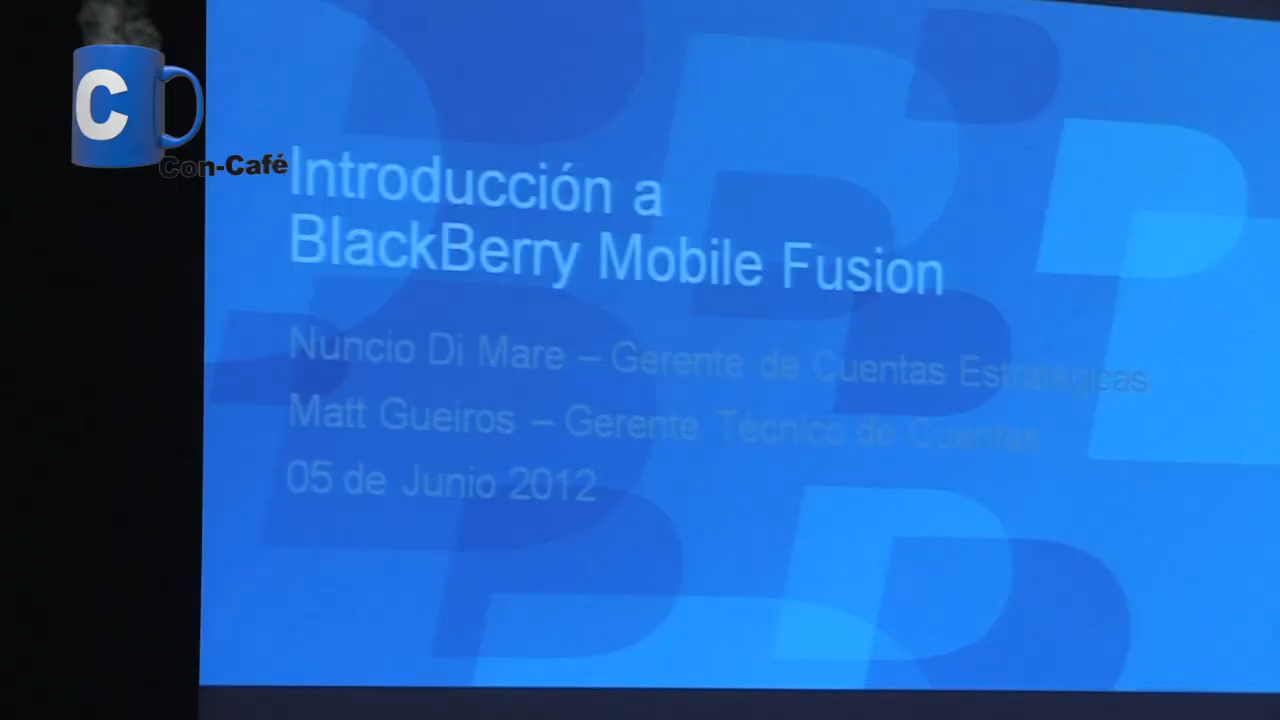 C
Con-Café
Introducción a
BlackBerry Mobile Fusion
Nuncio Di Mare – Gerente de Cuentas Estratégicas
Matt Gueiros – Gerente Técnico de Cuentas
05 de Junio 2012